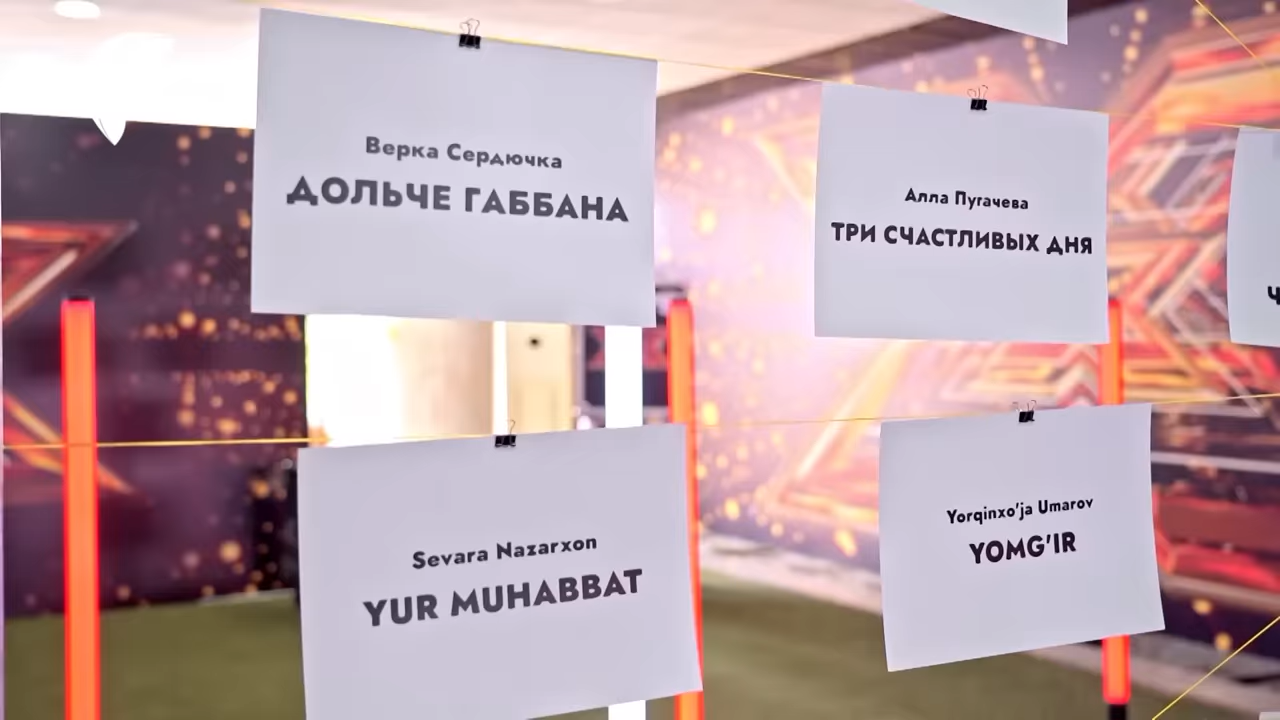 Верка Сердючка
ДОЛЬЧЕ ГАББАНА
Алла Пугачева
ТРИ СЧАСТЛИВЫХ ДНЯ
Sevara Nazarxon
YUR MUHABBAT
Yorqinxo'ja Umarov
YOMG'IR